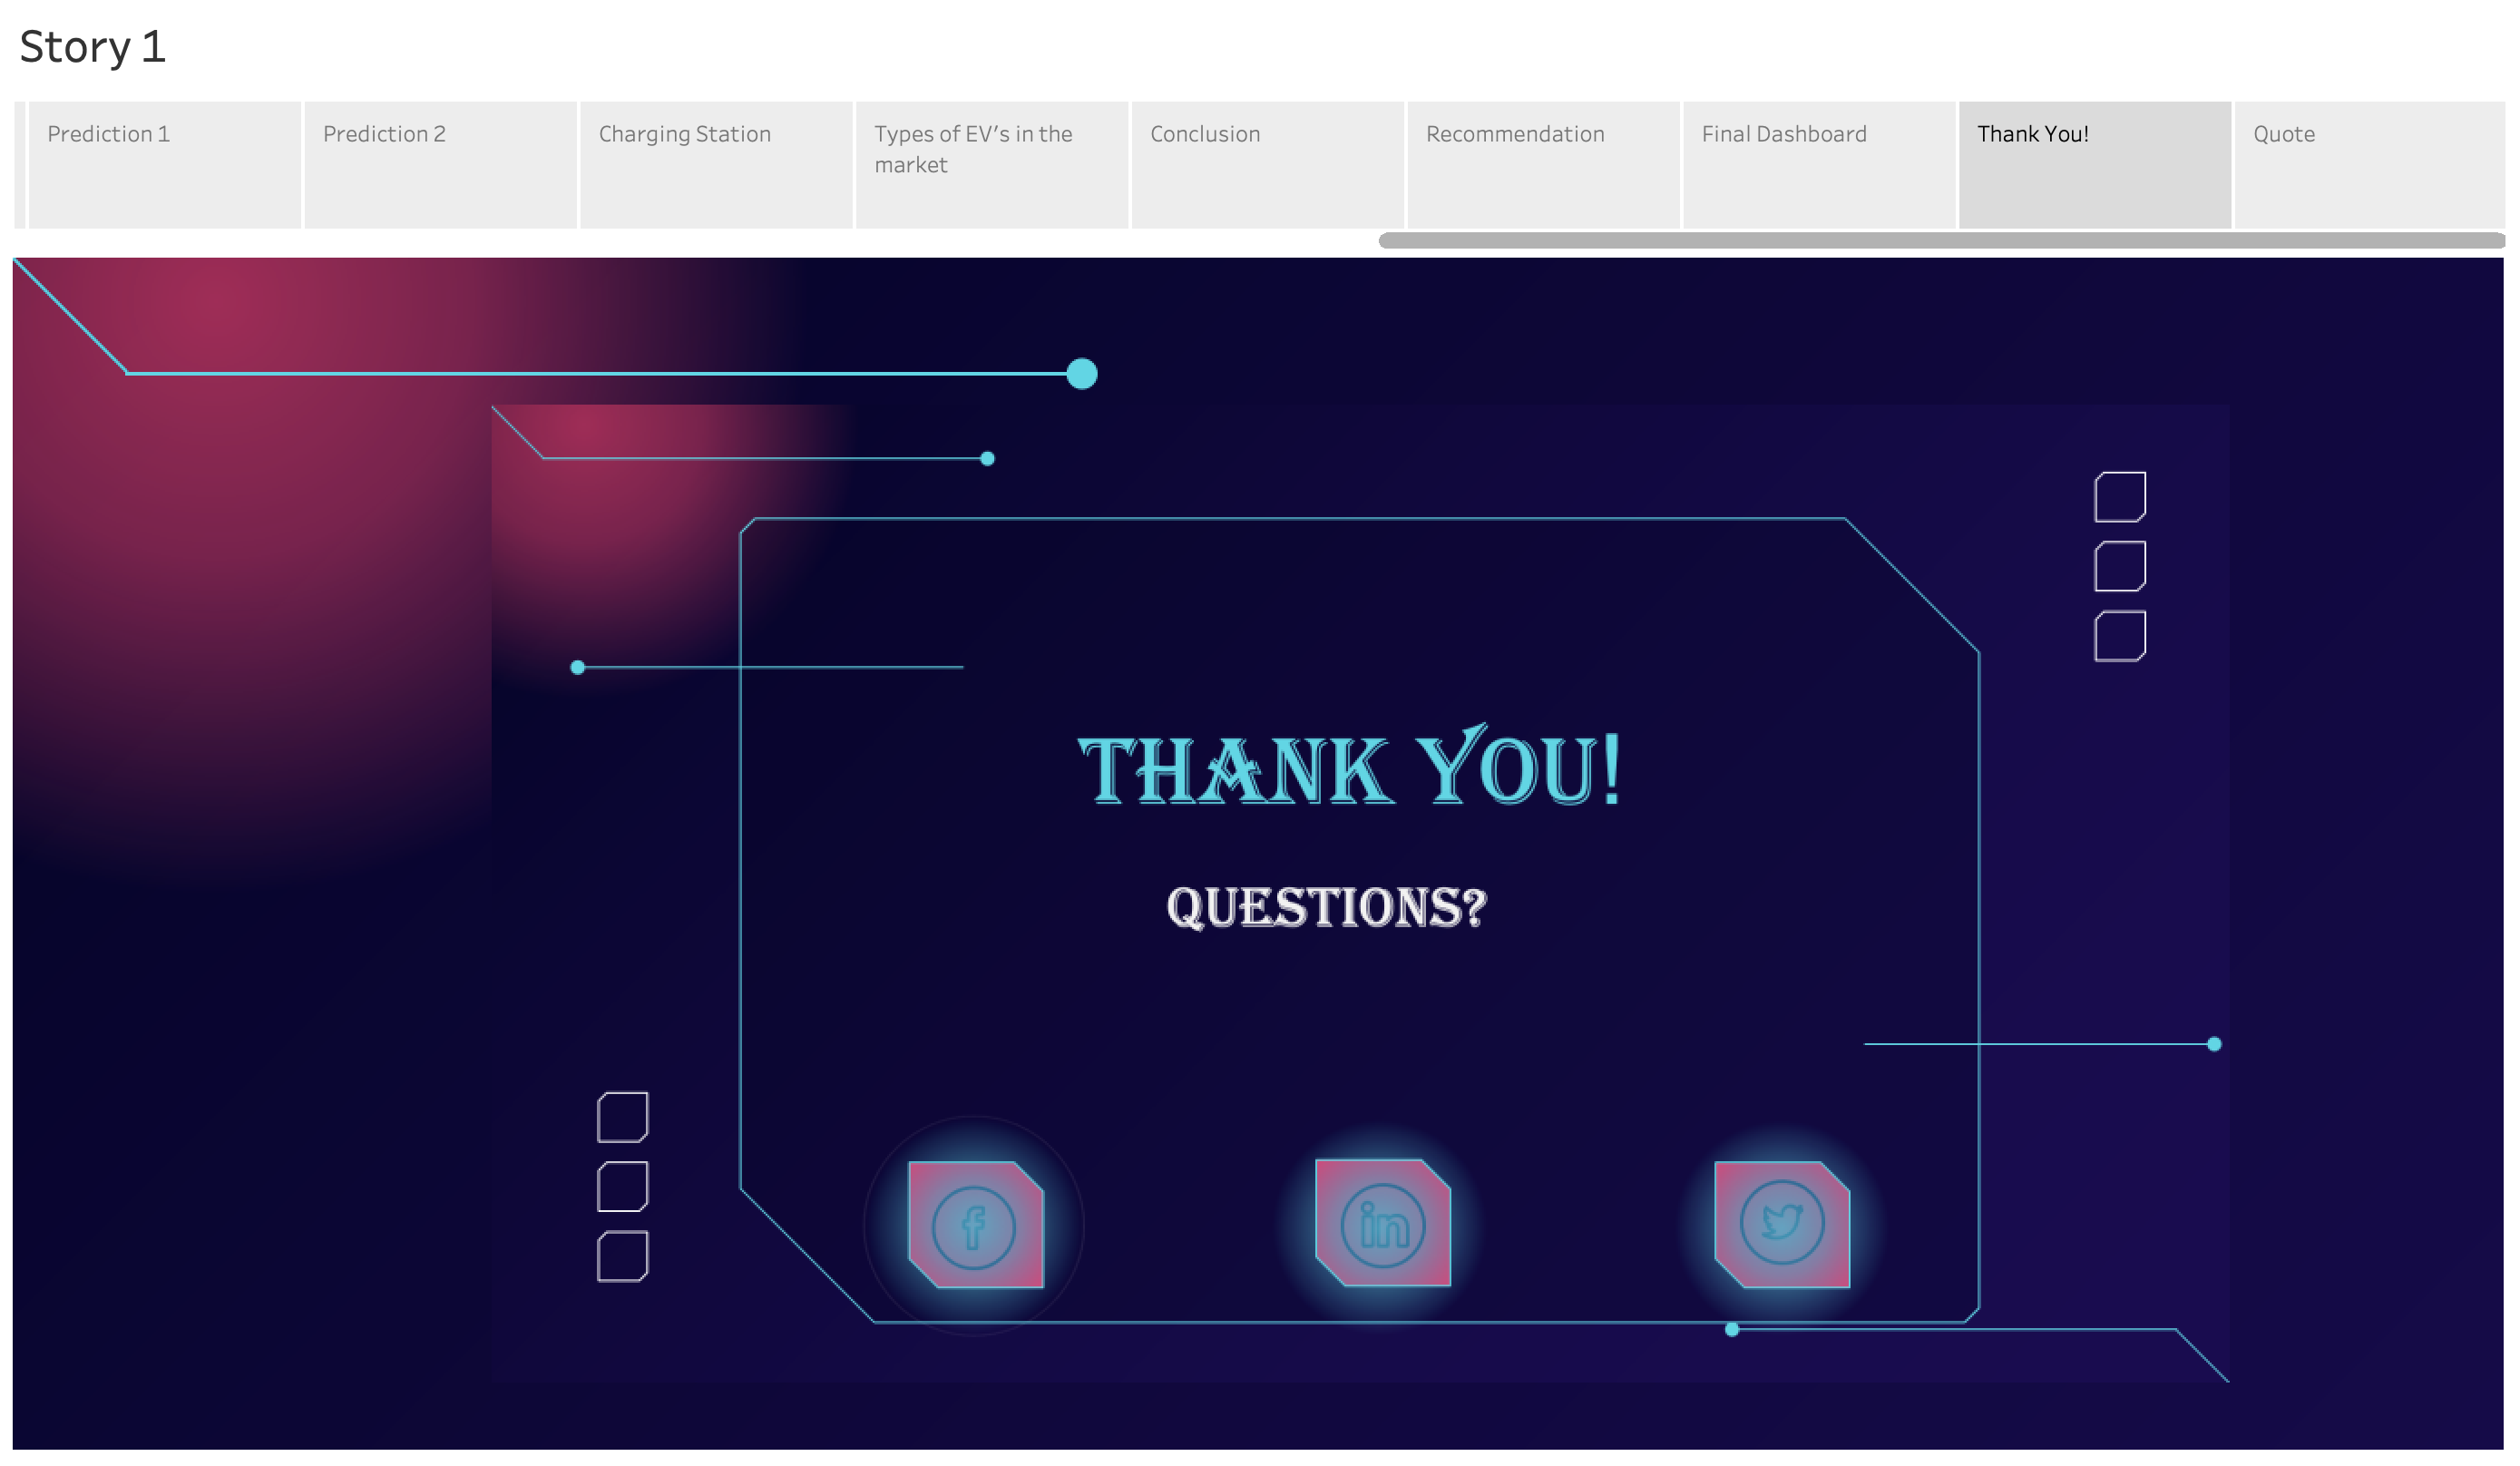 Story 1
Prediction 1
Prediction 2
Charging Station
Types of EV's in the
market
Conclusion
Recommendation
Final Dashboard
Thank You!
Quote
THANK YOU!
QUESTIONS?
f
in